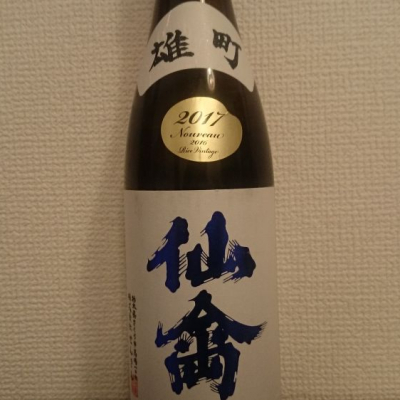 雄町
2017
Nouveau
2016
Rice Vintage
仙禽